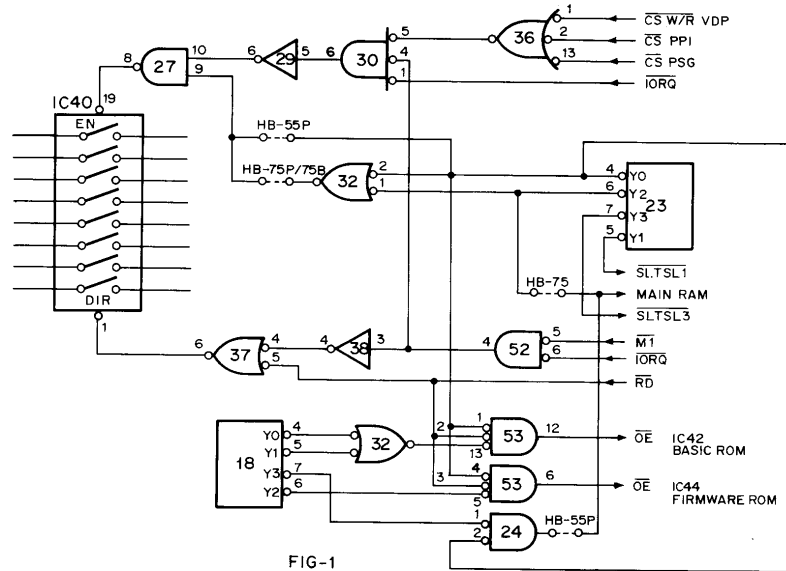 CS W/R VDP
CS PPI
CS PSG
IORQ
1
2
13
36
5
4
1
30
6
5
29
6
10
9
27
8
19
IC40
EN
DIR
1
HB-55P
HB-75P/75B
32
2
1
4 Y0
6 Y2
7 Y3
5 Y1
23
SLTSL1
HB-75
MAIN RAM
SLTSL3
6
37
4
5
4
38
3
4
52
5
6
M1
IORQ
RD
18
Y0 4
Y1 5
Y3 7
Y2 6
32
1
2
13
53
12
OE
IC42
BASIC ROM
4
3
5
53
6
OE
IC44
FIRMWARE ROM
1
2
24
HB-55P
FIG-1